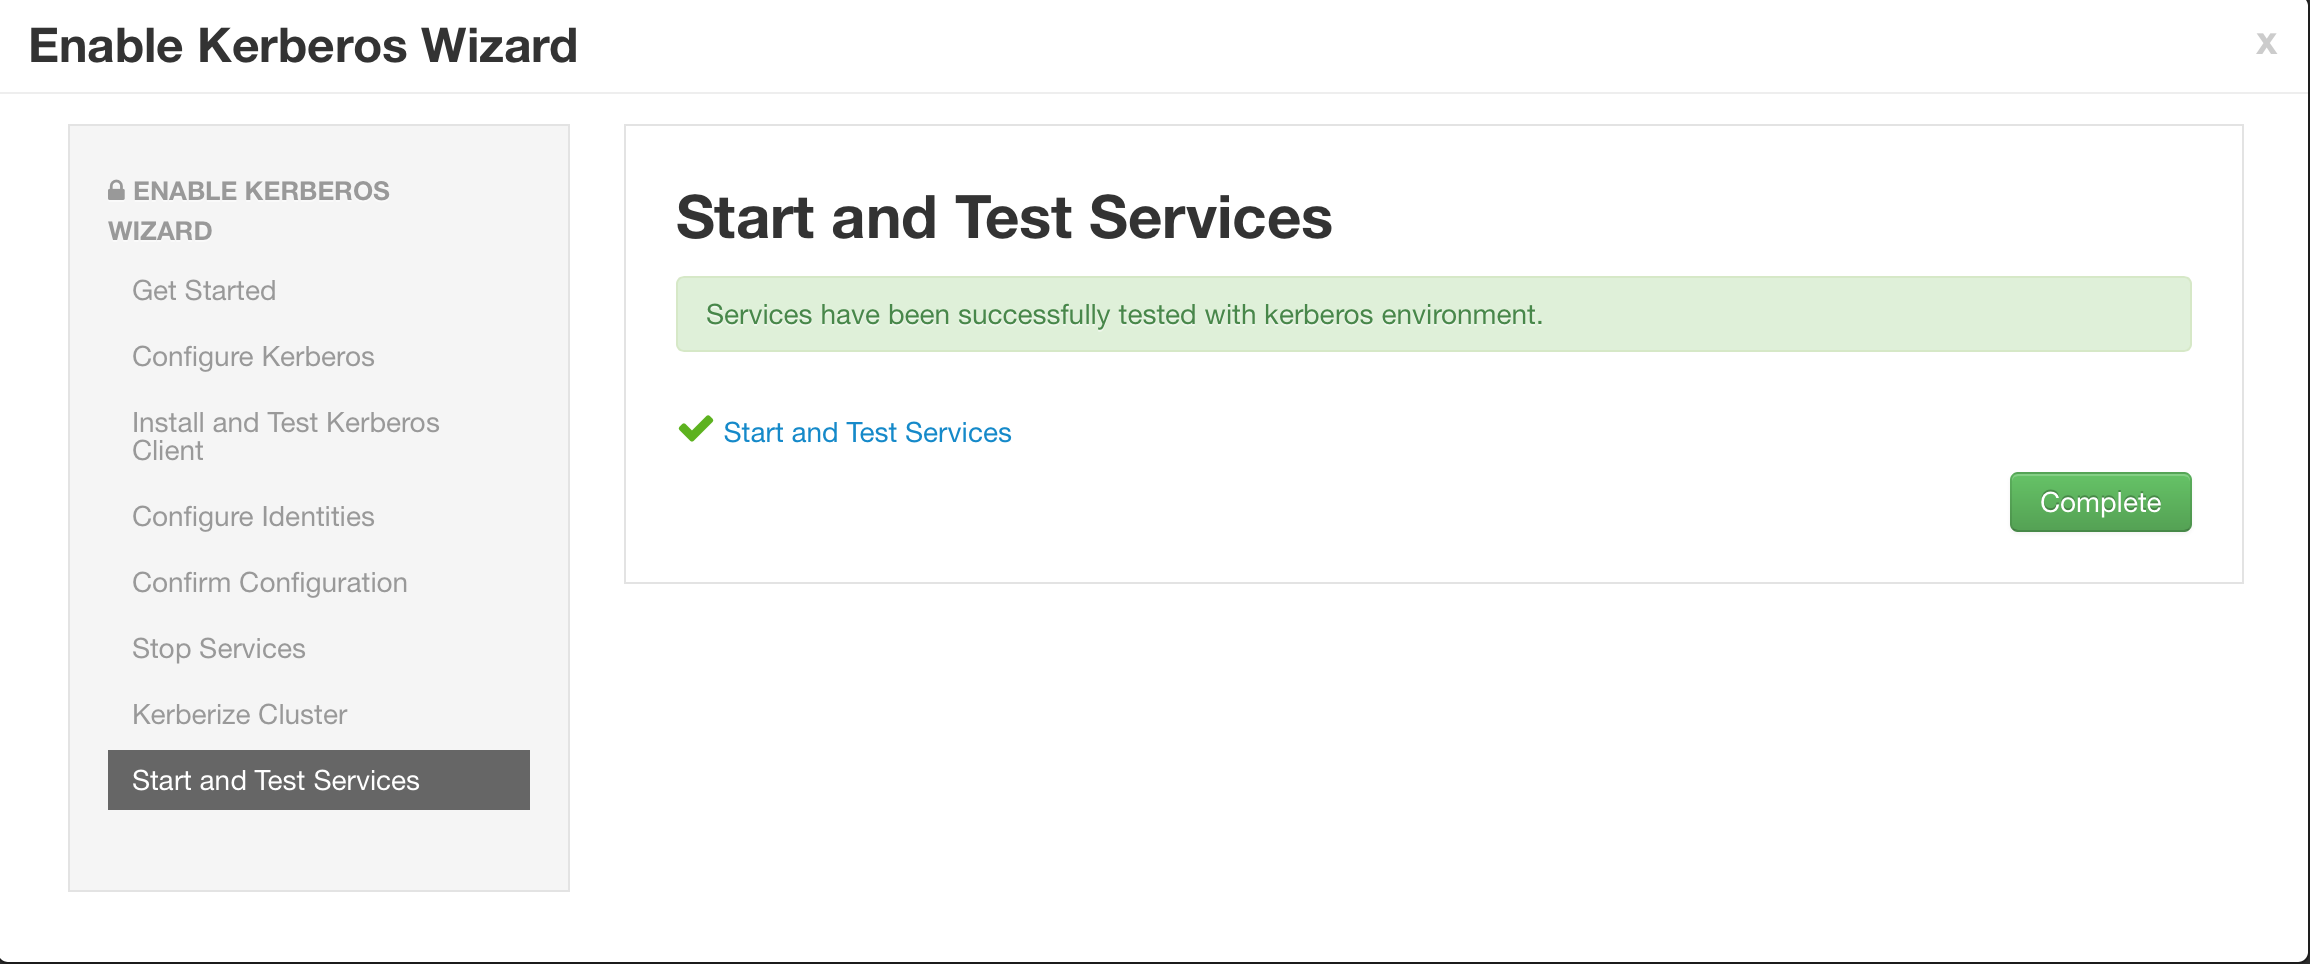 Enable Kerberos Wizard
x
ENABLE KERBEROS
WIZARD
Get Started
Configure Kerberos
Install and Test Kerberos
Client
Configure Identities
Confirm Configuration
Stop Services
Kerberize Cluster
Start and Test Services
Start and Test Services
Services have been successfully tested with kerberos environment.
Start and Test Services
Complete